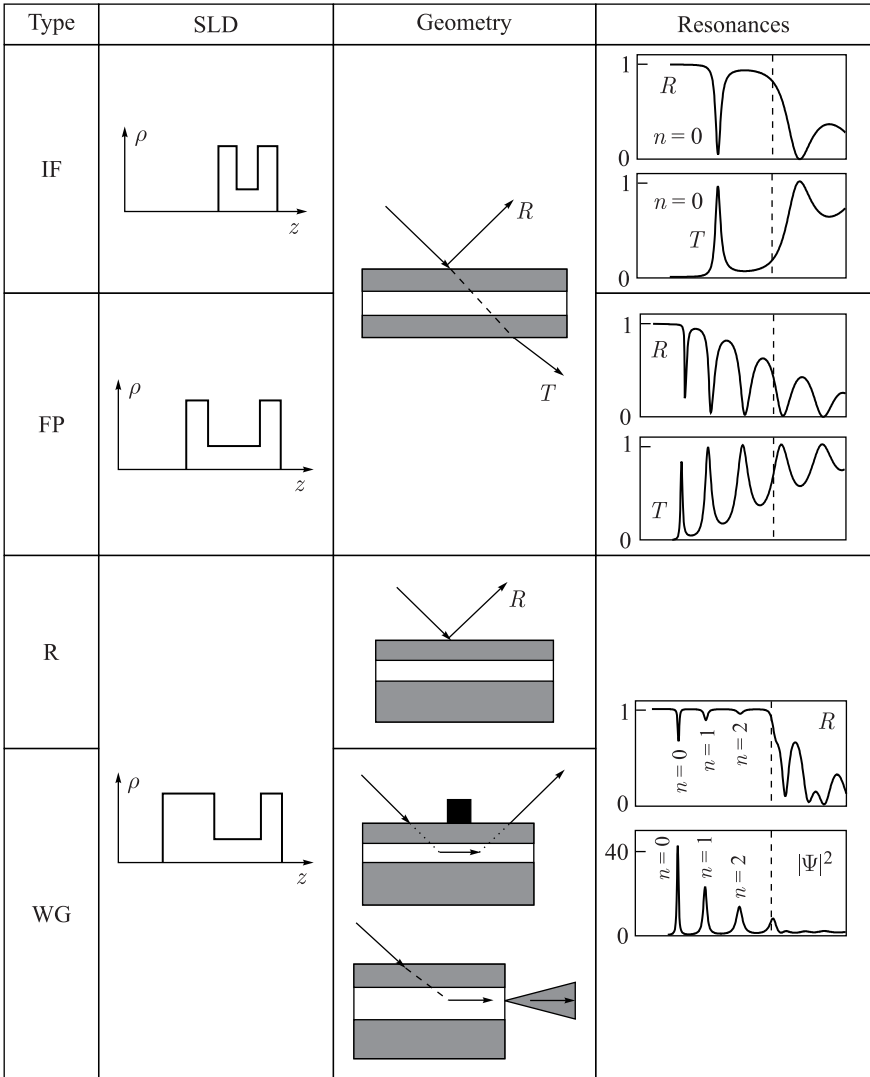 Type SLD Geometry Resonances
IF
ρ
z
R
T
1
R
n = 0
0
1
n = 0
T
0
FP
ρ
z
1
R
0
1
T
0
R
R
ρ
z
1
R
n = 0
n = 1
n = 2
0
WG
40
n = 0
n = 1
n = 2
|Ψ|²
0